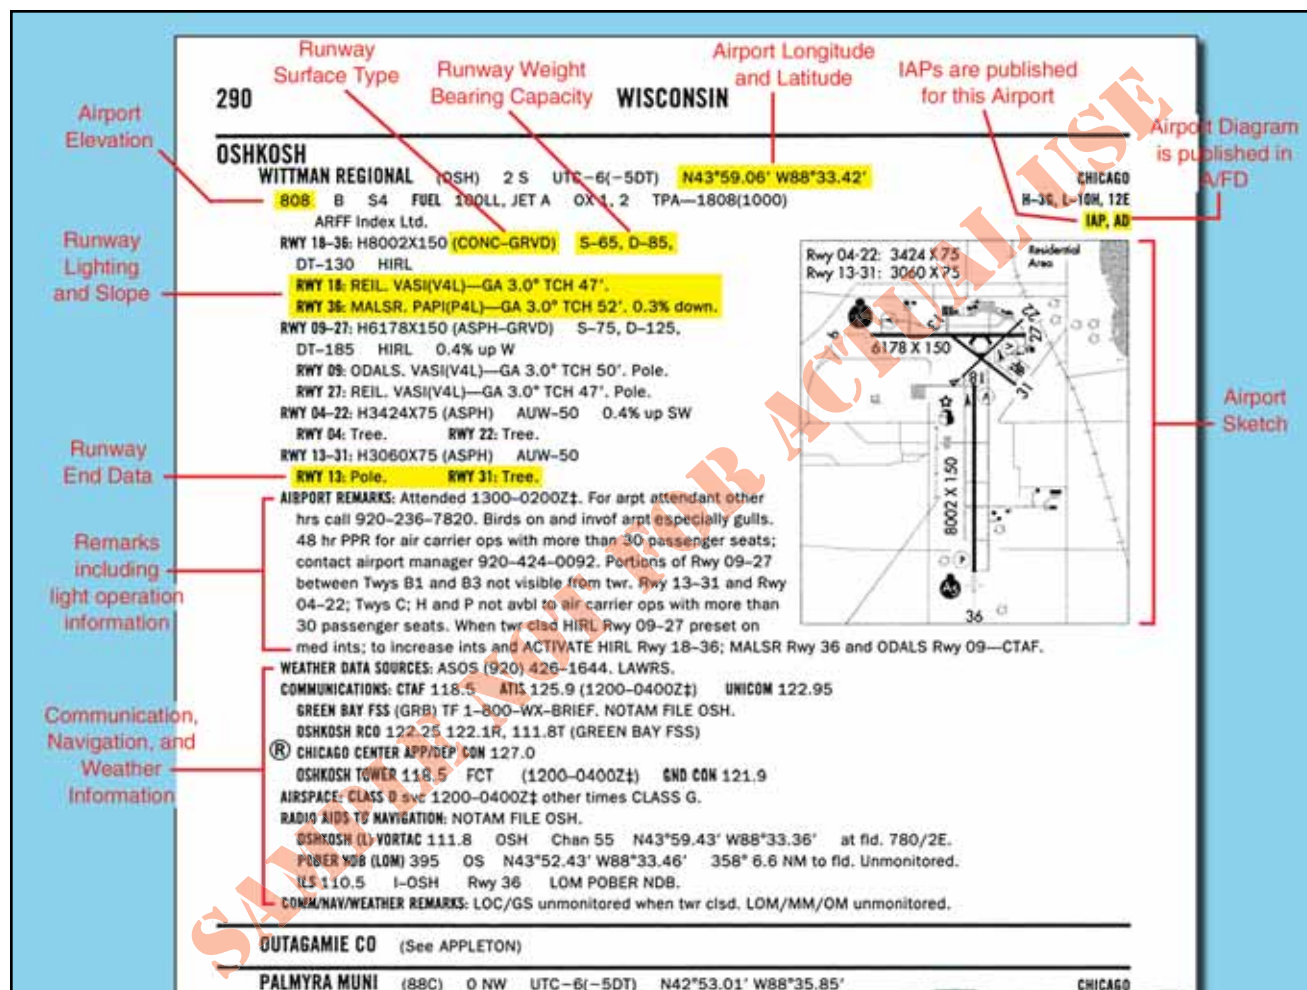 Runway
Surface Type
Runway Weight
Bearing Capacity
Airport Longitude
and Latitude
IAPs are published
for this Airport
Airport
Elevation
Airport Diagram
is published in
A/FD
290 WISCONSIN
OSHKOSH
WITTMAN REGIONAL (OSH) 2 S UTC–6(–5DT) N43°59.06' W88°33.42' CHICAGO
808 B S4 FUEL 100LL, JET A OX 1, 2 TPA—1808(1000) H–3G, L–10H, 12E
ARFF Index Ltd. IAP, AD
RWY 18–36: H8002X150 (CONC–GRVD) S–65, D–85,
DT–130 HIRL
RWY 18: REIL. VASI(V4L)—GA 3.0° TCH 47'.
RWY 36: MALSR. PAPI(P4L)—GA 3.0° TCH 52'. 0.3% down.
RWY 09–27: H6178X150 (ASPH–GRVD) S–75, D–125,
DT–185 HIRL 0.4% up W
RWY 09: ODALS. VASI(V4L)—GA 3.0° TCH 50'. Pole.
RWY 27: REIL. VASI(V4L)—GA 3.0° TCH 47'. Pole.
RWY 04–22: H3424X75 (ASPH) AUW–50 0.4% up SW
RWY 04: Tree. RWY 22: Tree.
RWY 13–31: H3060X75 (ASPH) AUW–50
RWY 13: Pole. RWY 31: Tree.
AIRPORT REMARKS: Attended 1300–0200Z‡. For arpt attendant other
hrs call 920–236–7820. Birds on and invof arpt especially gulls.
48 hr PPR for air carrier ops with more than 30 passenger seats;
contact airport manager 920–424–0092. Portions of Rwy 09–27
between Twys B1 and B3 not visible from twr. Rwy 13–31 and Rwy
04–22; Twys C; H and P not avbl to air carrier ops with more than
30 passenger seats. When twr clsd HIRL Rwy 09–27 preset on
med ints; to increase ints and ACTIVATE HIRL Rwy 18–36; MALSR Rwy 36 and ODALS Rwy 09—CTAF.
WEATHER DATA SOURCES: ASOS (920) 426–1644. LAWRS.
COMMUNICATIONS: CTAF 118.5 ATIS 125.9 (1200–0400Z‡) UNICOM 122.95
GREEN BAY FSS (GRB) TF 1–800–WX–BRIEF. NOTAM FILE OSH.
OSHKOSH RCO 122.25 122.1R, 111.8T (GREEN BAY FSS)
Ⓡ CHICAGO CENTER APP/DEP CON 127.0
OSHKOSH TOWER 118.5 FCT (1200–0400Z‡) GND CON 121.9
AIRSPACE: CLASS D svc 1200–0400Z‡ other times CLASS G.
RADIO AIDS TO NAVIGATION: NOTAM FILE OSH.
OSHKOSH (L) VORTAC 111.8 OSH Chan 55 N43°59.43' W88°33.36' at fld. 780/2E.
POBER NDB (LOM) 395 OS N43°52.43' W88°33.46' 358° 6.6 NM to fld. Unmonitored.
ILS 110.5 I–OSH Rwy 36 LOM POBER NDB.
COMM/NAV/WEATHER REMARKS: LOC/GS unmonitored when twr clsd. LOM/MM/OM unmonitored.
OUTAGAMIE CO (See APPLETON)
PALMYRA MUNI (88C) 0 NW UTC–6(–5DT) N42°53.01' W88°35.85' CHICAGO
Runway
Lighting
and Slope
Runway
End Data
Remarks
including
light operation
information
Communication,
Navigation, and
Weather
Information
Airport
Sketch
Rwy 04-22: 3424 X 75
Rwy 13-31: 3060 X 75
Residential
Area
6178 X 150
8002 X 150
9
13
22
27
31
4
18
36
A5
SAMPLE NOT FOR ACTUAL USE